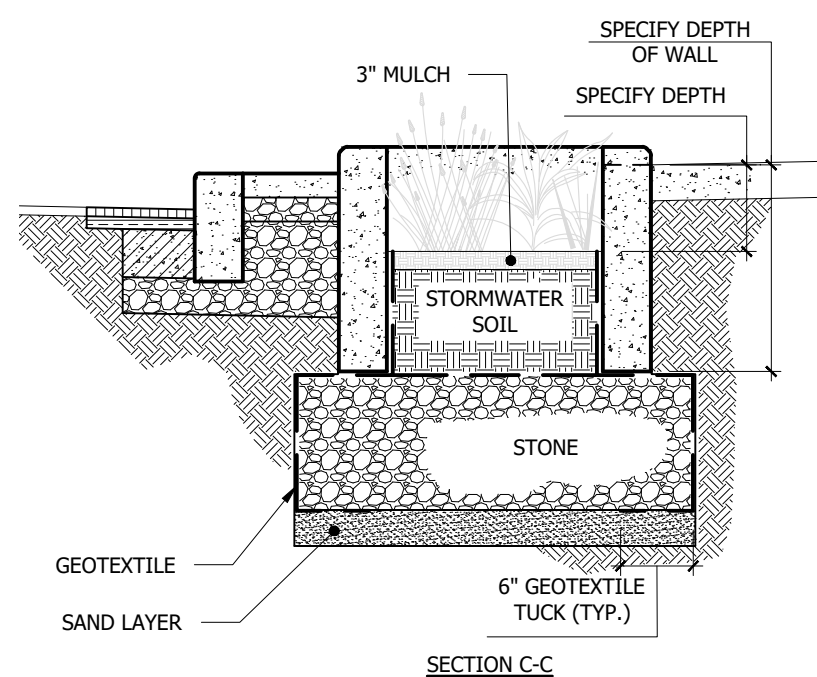 SPECIFY DEPTH
OF WALL
3" MULCH
SPECIFY DEPTH
STORMWATER
SOIL
STONE
GEOTEXTILE
6" GEOTEXTILE
TUCK (TYP.)
SAND LAYER
SECTION C-C